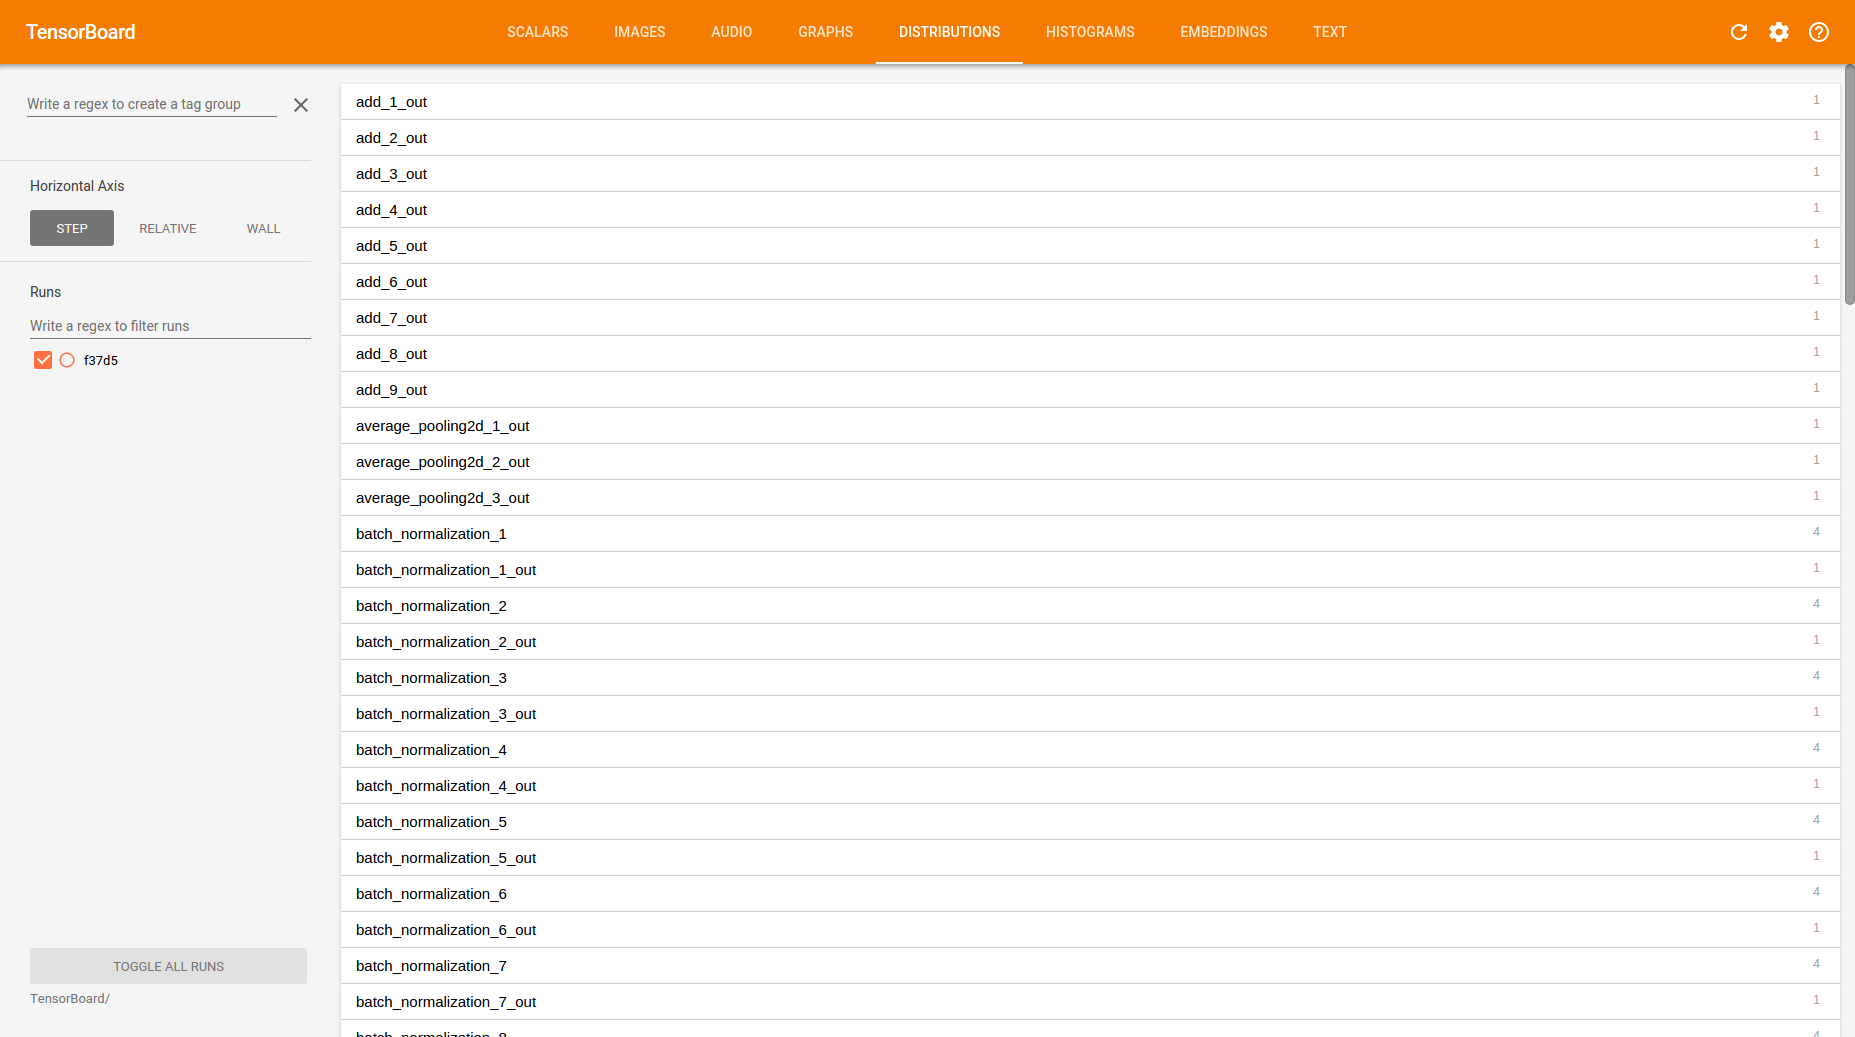 TensorBoard
SCALARS IMAGES AUDIO GRAPHS DISTRIBUTIONS HISTOGRAMS EMBEDDINGS TEXT
Write a regex to create a tag group
Horizontal Axis
STEP RELATIVE WALL
Runs
Write a regex to filter runs
f37d5
TOGGLE ALL RUNS
TensorBoard/
add_1_out 1
add_2_out 1
add_3_out 1
add_4_out 1
add_5_out 1
add_6_out 1
add_7_out 1
add_8_out 1
add_9_out 1
average_pooling2d_1_out 1
average_pooling2d_2_out 1
average_pooling2d_3_out 1
batch_normalization_1 4
batch_normalization_1_out 1
batch_normalization_2 4
batch_normalization_2_out 1
batch_normalization_3 4
batch_normalization_3_out 1
batch_normalization_4 4
batch_normalization_4_out 1
batch_normalization_5 4
batch_normalization_5_out 1
batch_normalization_6 4
batch_normalization_6_out 1
batch_normalization_7 4
batch_normalization_7_out 1
batch_normalization_8 4